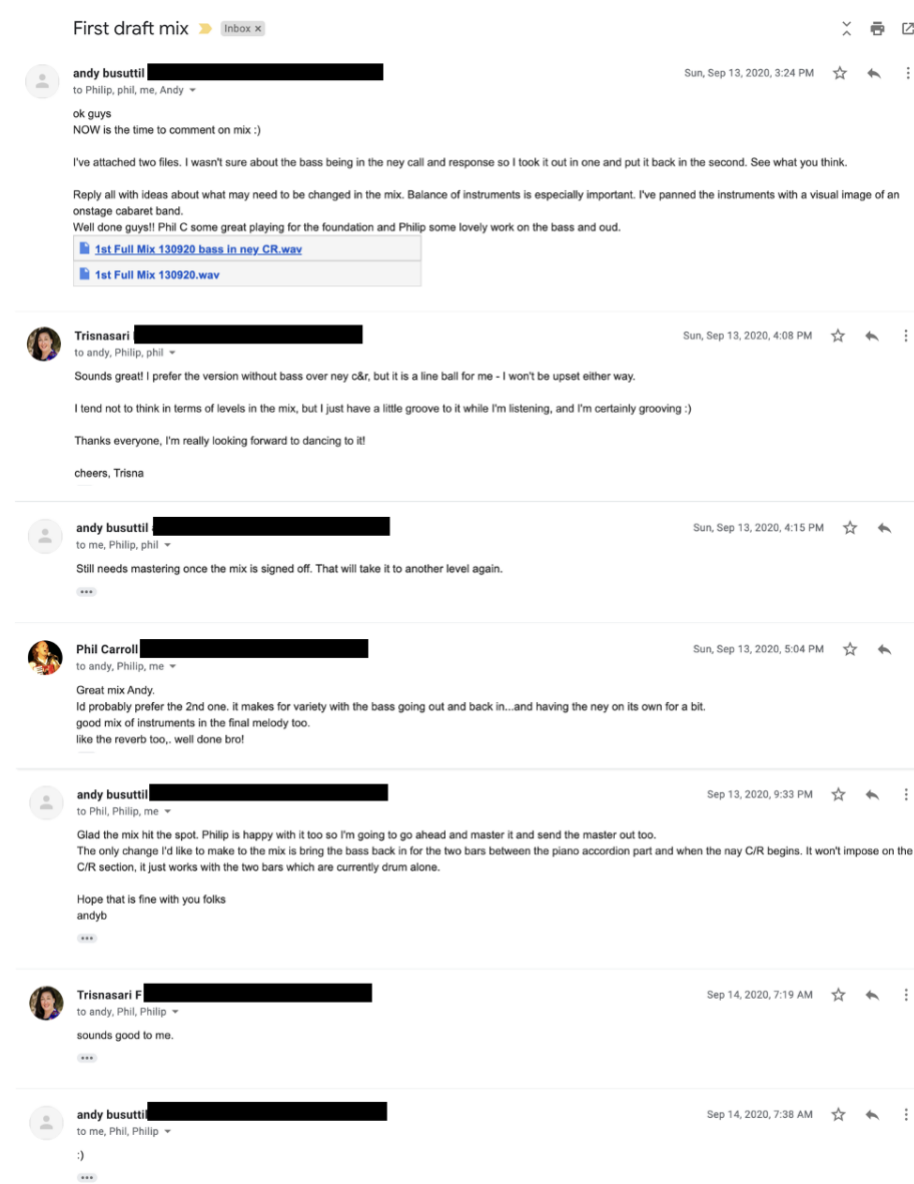 First draft mix Inbox ×
andy busuttil Sun, Sep 13, 2020, 3:24 PM
to Philip, phil, me, Andy
ok guys
NOW is the time to comment on mix :)
I've attached two files. I wasn't sure about the bass being in the ney call and response so I took it out in one and put it back in the second. See what you think.
Reply all with ideas about what may need to be changed in the mix. Balance of instruments is especially important. I've panned the instruments with a visual image of an
onstage cabaret band.
Well done guys!! Phil C some great playing for the foundation and Philip some lovely work on the bass and oud.
1st Full Mix 130920 bass in ney CR.wav
1st Full Mix 130920.wav
Trisnasari Sun, Sep 13, 2020, 4:08 PM
to andy, Philip, phil
Sounds great! I prefer the version without bass over ney c&r, but it is a line ball for me - I won't be upset either way.
I tend not to think in terms of levels in the mix, but I just have a little groove to it while I'm listening, and I'm certainly grooving :)
Thanks everyone, I'm really looking forward to dancing to it!
cheers, Trisna
andy busuttil Sun, Sep 13, 2020, 4:15 PM
to me, Philip, phil
Still needs mastering once the mix is signed off. That will take it to another level again.
Phil Carroll Sun, Sep 13, 2020, 5:04 PM
to andy, Philip, me
Great mix Andy.
Id probably prefer the 2nd one. it makes for variety with the bass going out and back in...and having the ney on its own for a bit.
good mix of instruments in the final melody too.
like the reverb too,. well done bro!
andy busuttil Sep 13, 2020, 9:33 PM
to Phil, Philip, me
Glad the mix hit the spot. Philip is happy with it too so I'm going to go ahead and master it and send the master out too.
The only change I'd like to make to the mix is bring the bass back in for the two bars between the piano accordion part and when the nay C/R begins. It won't impose on the
C/R section, it just works with the two bars which are currently drum alone.
Hope that is fine with you folks
andyb
Trisnasari F Sep 14, 2020, 7:19 AM
to andy, Phil, Philip
sounds good to me.
andy busuttil Sep 14, 2020, 7:38 AM
to me, Phil, Philip
:)